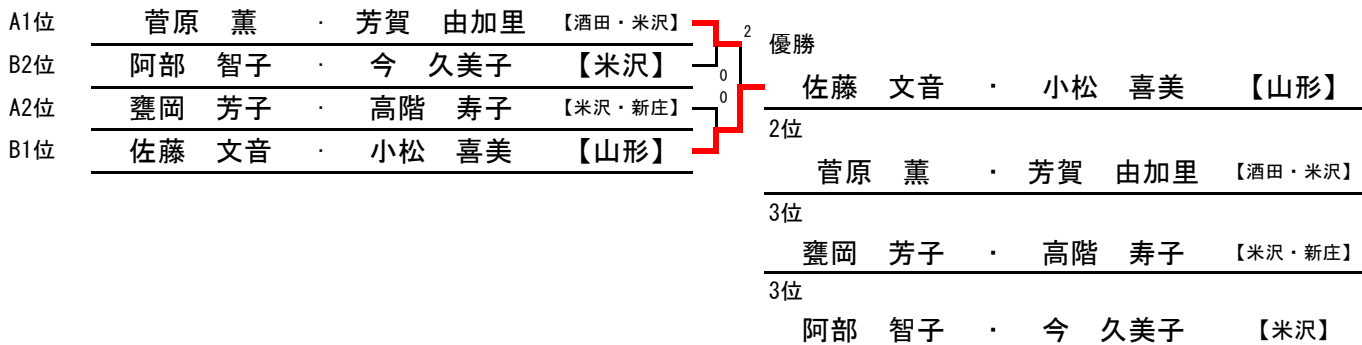 A1位 菅原 薫 ・ 芳賀 由加里 【酒田・米沢】
B2位 阿部 智子 ・ 今 久美子 【米沢】
A2位 甕岡 芳子 ・ 高階 寿子 【米沢・新庄】
B1位 佐藤 文音 ・ 小松 喜美 【山形】
2
0
0
優勝
佐藤 文音 ・ 小松 喜美 【山形】
2位
菅原 薫 ・ 芳賀 由加里 【酒田・米沢】
3位
甕岡 芳子 ・ 高階 寿子 【米沢・新庄】
3位
阿部 智子 ・ 今 久美子 【米沢】